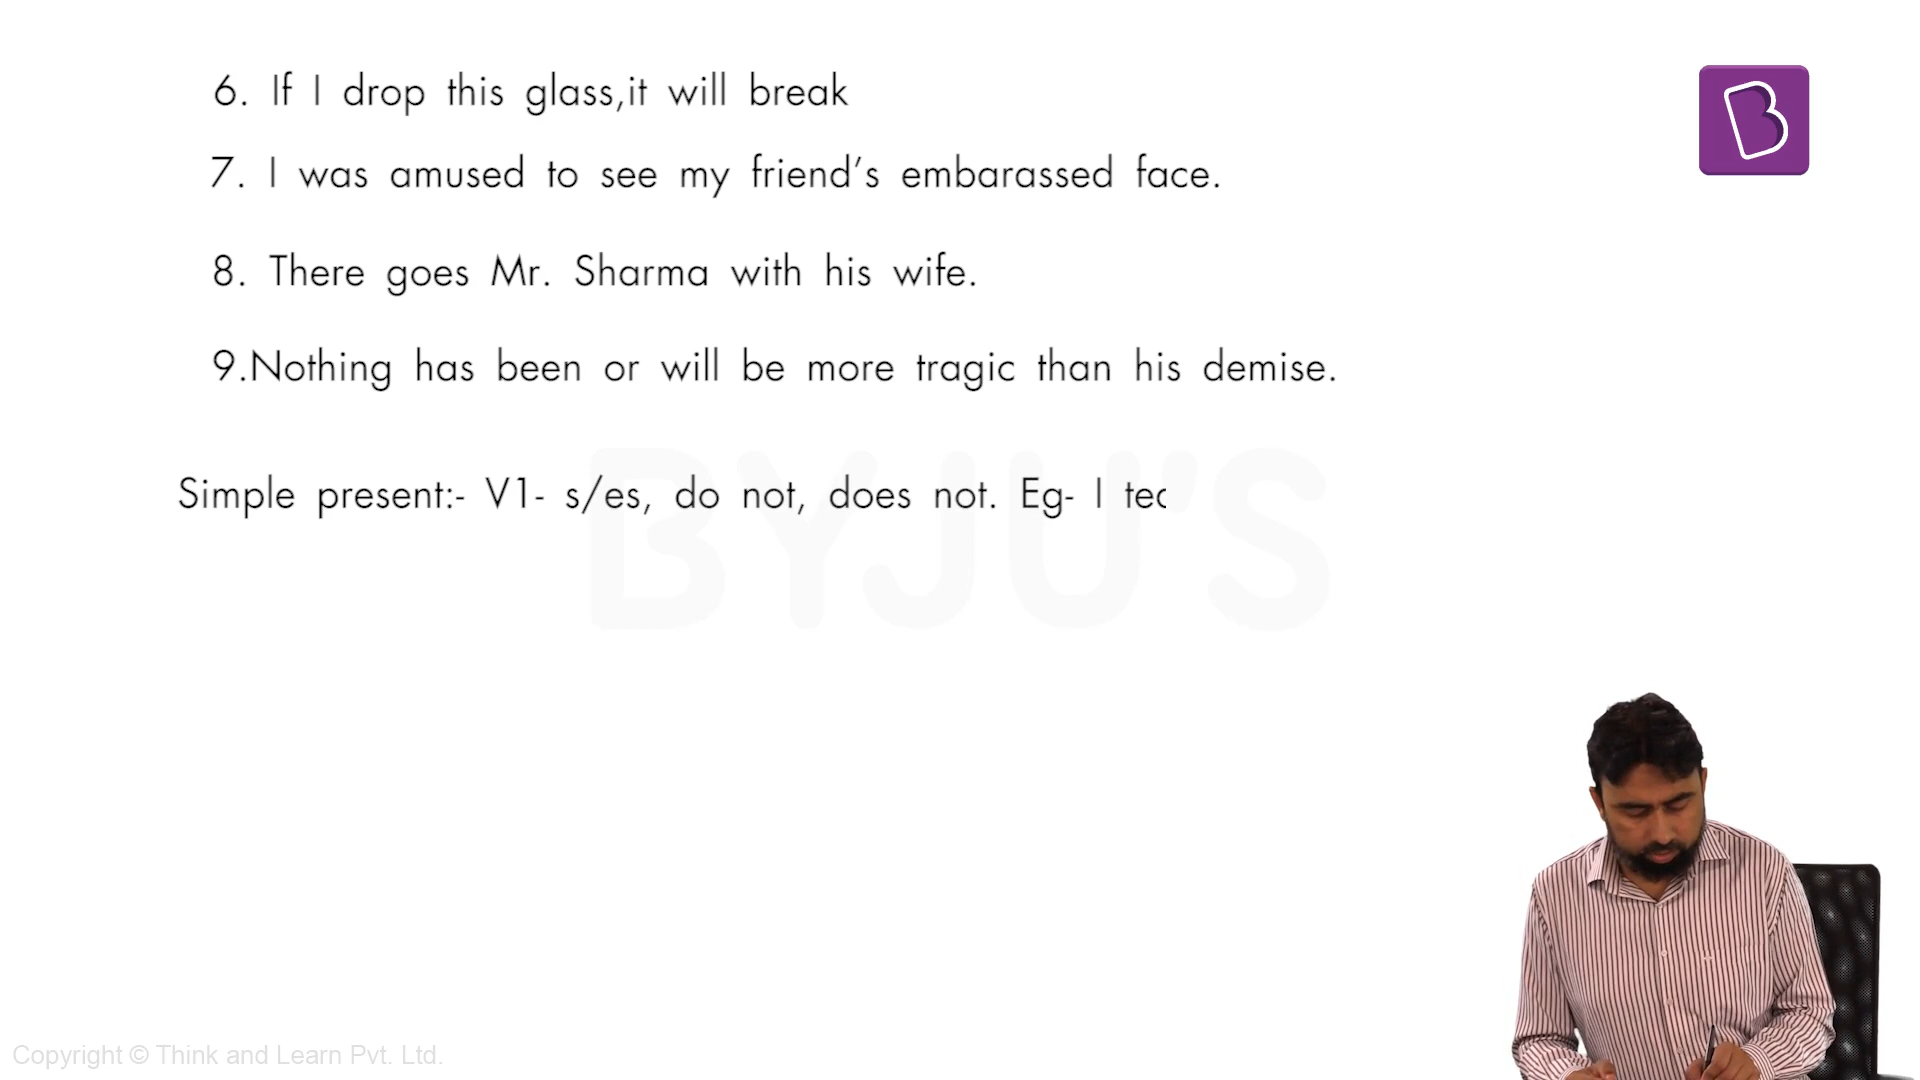 6. If I drop this glass,it will break
7. I was amused to see my friend's embarassed face.
8. There goes Mr. Sharma with his wife.
9.Nothing has been or will be more tragic than his demise.
Simple present:- V1- s/es, do not, does not. Eg- I
BYJU'S
Copyright © Think and Learn Pvt. Ltd.